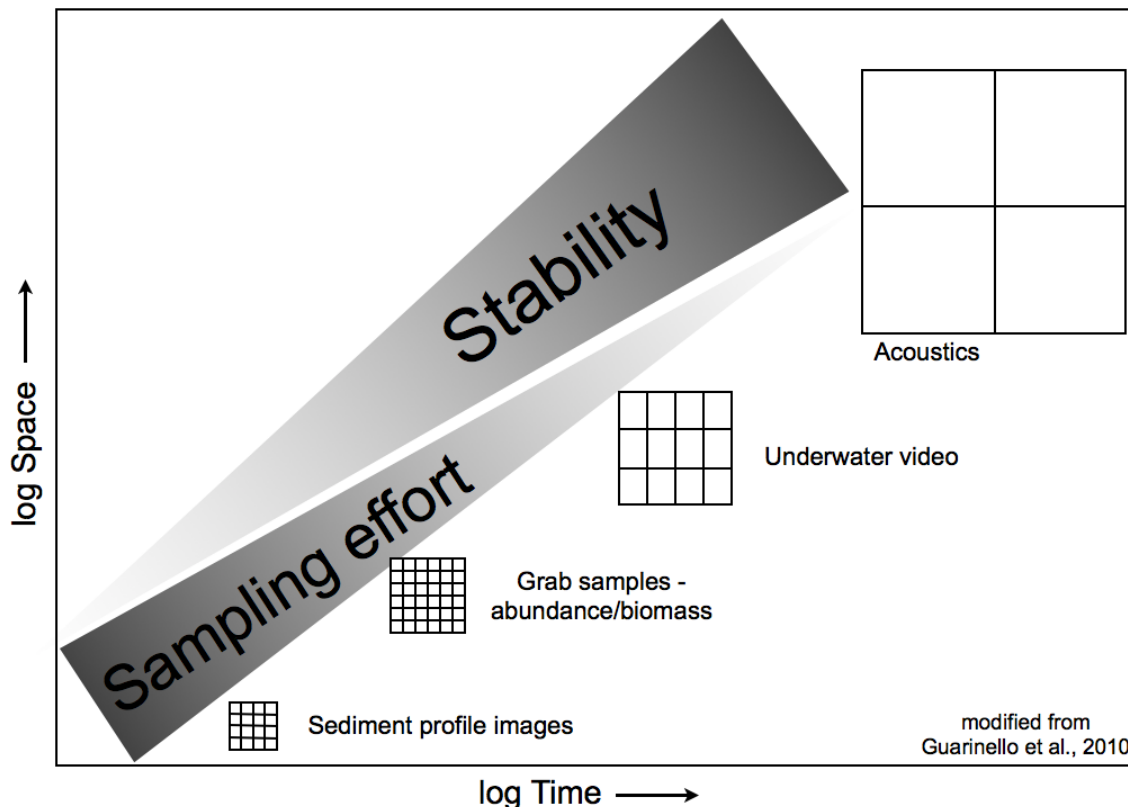 Stability
Acoustics
log Space
Underwater video
Sampling effort
Grab samples -
abundance/biomass
Sediment profile images
modified from
Guarinello et al., 2010
log Time